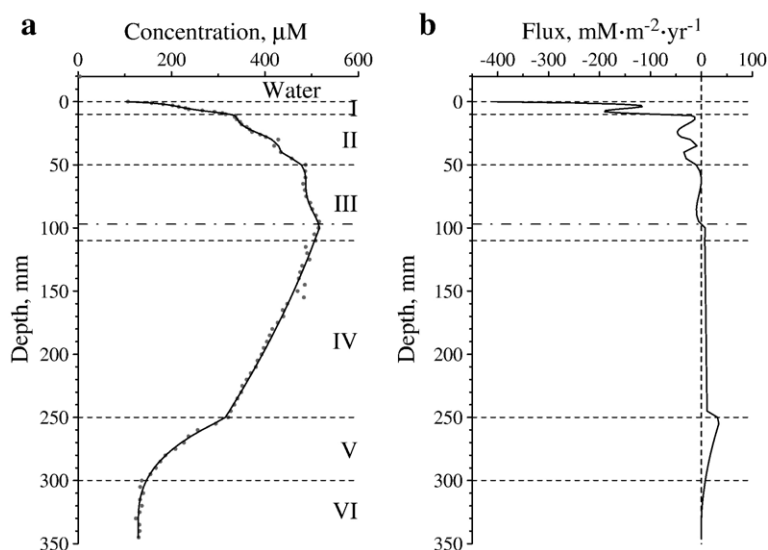 a
Concentration, µM
0 200 400 600
Water
Depth, mm
0
50
100
150
200
250
300
350
I
II
III
IV
V
VI
b
Flux, mM·m-2·yr-1
-400 -300 -200 -100 0 100
Depth, mm
0
50
100
150
200
250
300
350